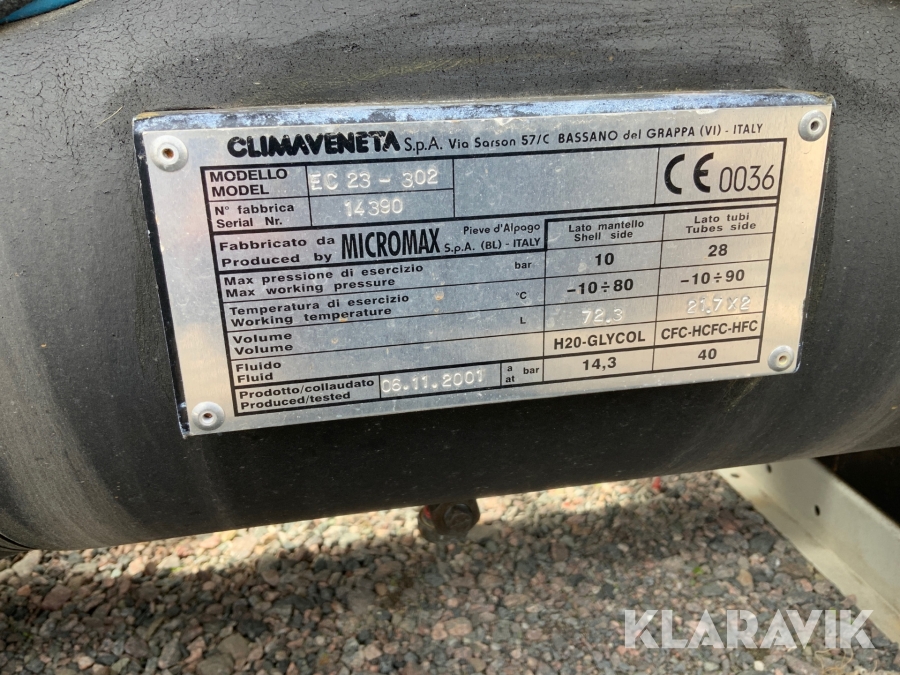 CLIMAVENETA S.p.A. Via Sarson 57/C BASSANO del GRAPPA (VI) - ITALY
MODELLO
MODEL
EC 23 - 302
CE 0036
N° fabbrica
Serial Nr.
14390
Fabbricato da
Produced by
MICROMAX
Pieve d'Alpago
S.p.A. (BL) - ITALY
Lato mantello
Shell side
Lato tubi
Tubes side
Max pressione di esercizio
Max working pressure
bar
10
28
Temperatura di esercizio
Working temperature
°C
-10÷80
-10÷90
Volume
Volume
L
72.3
21.7X2
Fluido
Fluid
H20-GLYCOL
CFC-HCFC-HFC
Prodotto/collaudato
Produced/tested
06.11.2001
a
at
bar
14,3
40
KLARAVIK